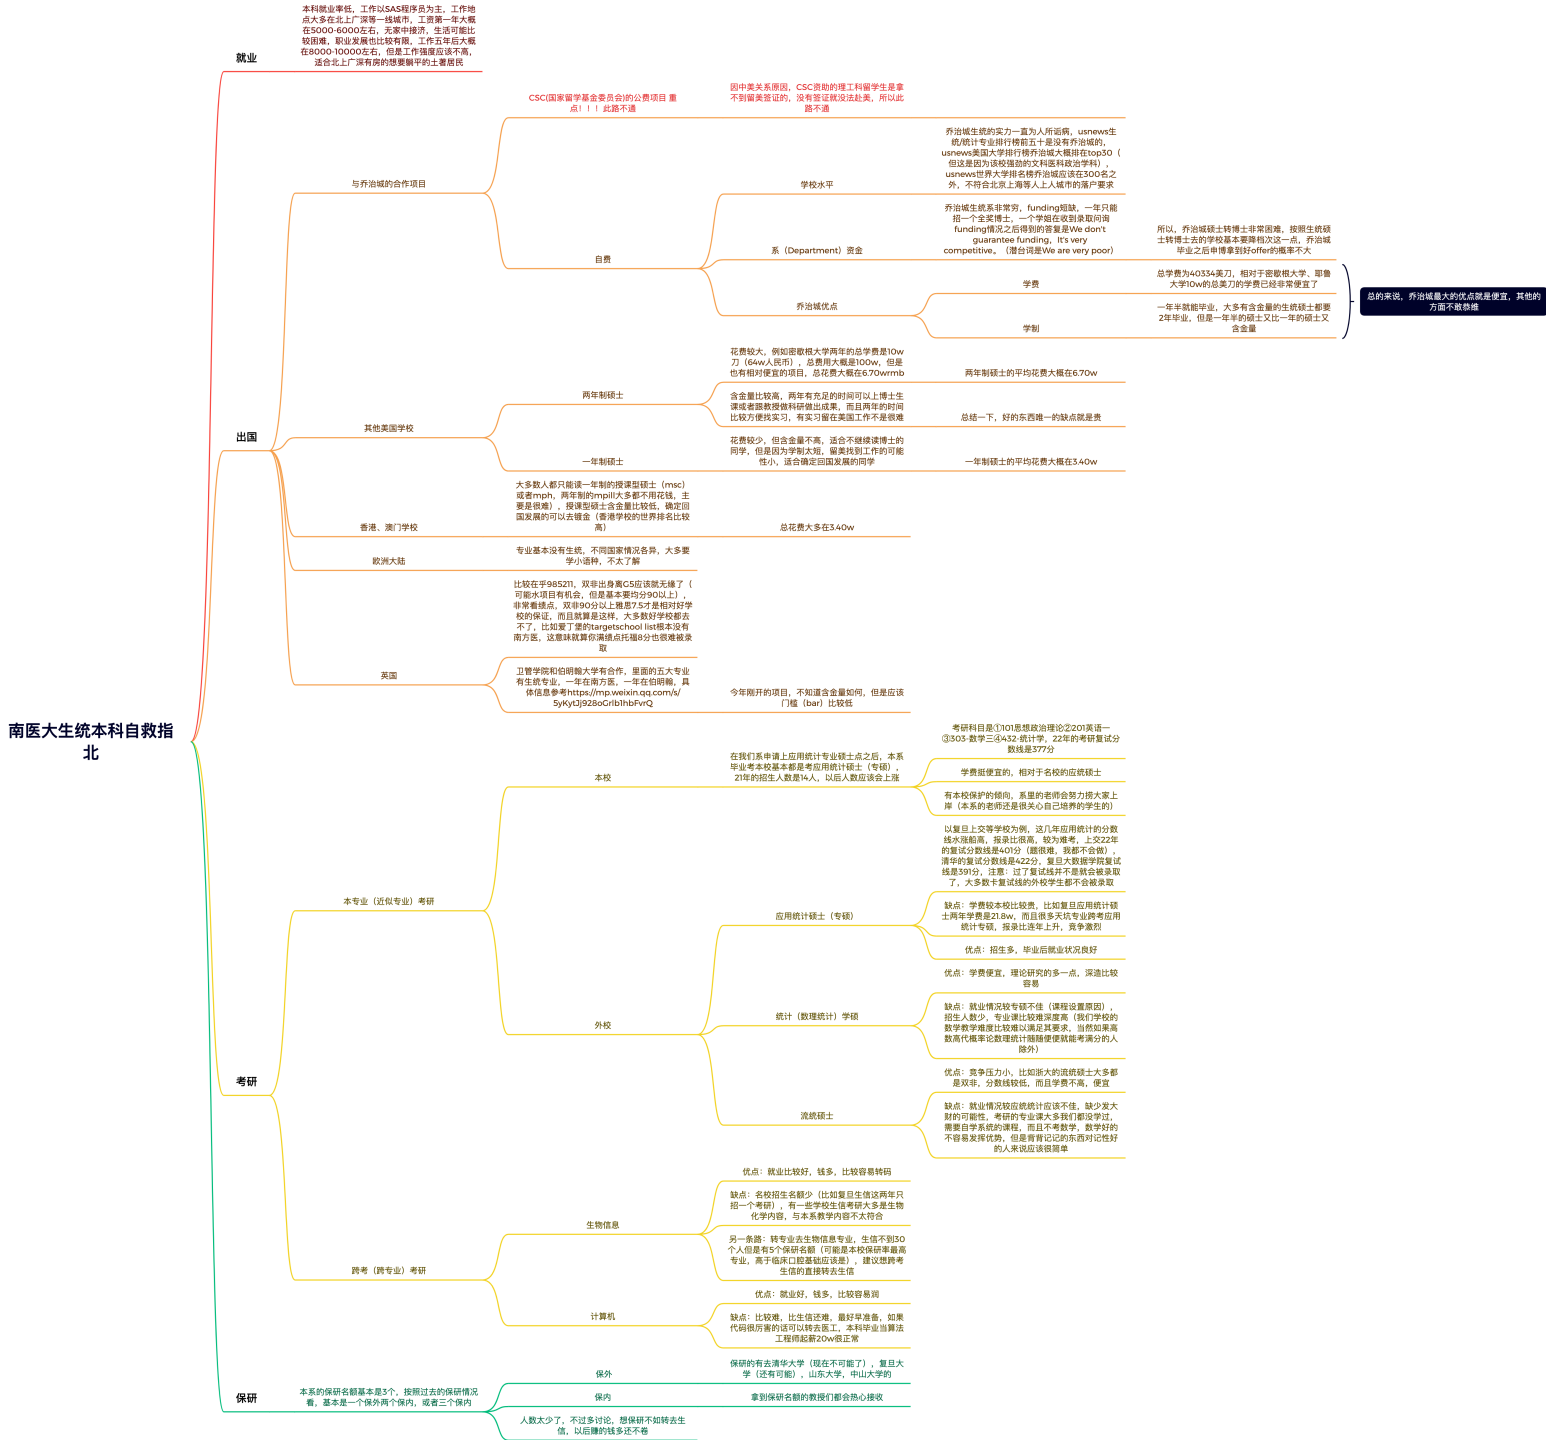 南医大生统本科自救指
北
就业
本科就业率低，工作以SAS程序员为主，工作地
点大多在北上广深等一线城市，工资第一年大概
在5000-6000左右，无家中接济，生活可能比
较困难，职业发展也比较有限，工作五年后大概
在8000-10000左右，但是工作强度应该不高，
适合北上广深有房的想要躺平的土著居民
出国
与乔治城的合作项目
CSC(国家留学基金委员会)的公费项目 重
点！！！此路不通
因中美关系原因，CSC资助的理工科留学生是拿
不到留美签证的，没有签证就没法赴美，所以此
路不通
自费
学校水平
乔治城生统的实力一直为人所诟病，usnews生
统/统计专业排行榜前五十是没有乔治城的，
usnews美国大学排行榜乔治城大概排在top30（
但这是因为该校强劲的文科医科政治学科），
usnews世界大学排名榜乔治城应该在300名之
外，不符合北京上海等人上人城市的落户要求
系（Department）资金
乔治城生统系非常穷，funding短缺，一年只能
招一个全奖博士，一个学姐在收到录取问询
funding情况之后得到的答复是We don't
guarantee funding，It's very
competitive。（潜台词是We are very poor）
所以，乔治城硕士转博士非常困难，按照生统硕
士转博士去的学校基本要降档次这一点，乔治城
毕业之后申博拿到好offer的概率不大
乔治城优点
学费
总学费为40334美刀，相对于密歇根大学、耶鲁
大学10w的总美刀的学费已经非常便宜了
学制
一年半就能毕业，大多有含金量的生统硕士都要
2年毕业，但是一年半的硕士又比一年的硕士又
含金量
总的来说，乔治城最大的优点就是便宜，其他的
方面不敢恭维
其他美国学校
两年制硕士
花费较大，例如密歇根大学两年的总学费是10w
刀（64w人民币），总费用大概是100w，但是
也有相对便宜的项目，总花费大概在6.70wrmb
两年制硕士的平均花费大概在6.70w
含金量比较高，两年有充足的时间可以上博士生
课或者跟教授做科研做出成果，而且两年的时间
比较方便找实习，有实习留在美国工作不是很难
总结一下，好的东西唯一的缺点就是贵
一年制硕士
花费较少，但含金量不高，适合不继续读博士的
同学，但是因为学制太短，留美找到工作的可能
性小，适合确定回国发展的同学
一年制硕士的平均花费大概在3.40w
香港、澳门学校
大多数人都只能读一年制的授课型硕士（msc）
或者mph，两年制的mpill大多都不用花钱，主
要是很难），授课型硕士含金量比较低，确定回
国发展的可以去镀金（香港学校的世界排名比较
高）
总花费大多在3.40w
欧洲大陆
专业基本没有生统，不同国家情况各异，大多要
学小语种，不太了解
英国
比较在乎985211，双非出身离G5应该就无缘了（
可能水项目有机会，但是基本要均分90以上），
非常看绩点，双非90分以上雅思7.5才是相对好学
校的保证，而且就算是这样，大多数好学校都去
不了，比如爱丁堡的targetschool list根本没有
南方医，这意味就算你满绩点托福8分也很难被录
取
卫管学院和伯明翰大学有合作，里面的五大专业
有生统专业，一年在南方医，一年在伯明翰，具
体信息参考https://mp.weixin.qq.com/s/
5yKytJj928oGrlb1hbFvrQ
今年刚开的项目，不知道含金量如何，但是应该
门槛（bar）比较低
考研
本专业（近似专业）考研
本校
在我们系申请上应用统计专业硕士点之后，本系
毕业考本校基本都是考应用统计硕士（专硕），
21年的招生人数是14人，以后人数应该会上涨
考研科目是①101思想政治理论②201英语一
③303-数学三④432-统计学，22年的考研复试分
数线是377分
学费挺便宜的，相对于名校的应统硕士
有本校保护的倾向，系里的老师会努力捞大家上
岸（本系的老师还是很关心自己培养的学生的）
外校
应用统计硕士（专硕）
以复旦上交等学校为例，这几年应用统计的分数
线水涨船高，报录比很高，较为难考，上交22年
的复试分数线是401分（题很难，我都不会做），
清华的复试分数线是422分，复旦大数据学院复试
线是391分，注意：过了复试线并不是就会被录取
了，大多数卡复试线的外校学生都不会被录取
缺点：学费较本校比较贵，比如复旦应用统计硕
士两年学费是21.8w，而且很多天坑专业跨考应用
统计专硕，报录比连年上升，竞争激烈
优点：招生多，毕业后就业状况良好
统计（数理统计）学硕
优点：学费便宜，理论研究的多一点，深造比较
容易
缺点：就业情况较专硕不佳（课程设置原因），
招生人数少，专业课比较难深度高（我们学校的
数学教学难度比较难以满足其要求，当然如果高
数高代概率论数理统计随随便便就能考满分的人
除外）
流统硕士
优点：竞争压力小，比如浙大的流统硕士大多都
是双非，分数线较低，而且学费不高，便宜
缺点：就业情况较应统统计应该不佳，缺少发大
财的可能性，考研的专业课大多我们都没学过，
需要自学系统的课程，而且不考数学，数学好的
不容易发挥优势，但是背背记记的东西对记性好
的人来说应该很简单
跨考（跨专业）考研
生物信息
优点：就业比较好，钱多，比较容易转码
缺点：名校招生名额少（比如复旦生信这两年只
招一个考研），有一些学校生信考研大多是生物
化学内容，与本系教学内容不太符合
另一条路：转专业去生物信息专业，生信不到30
个人但是有5个保研名额（可能是本校保研率最高
专业，高于临床口腔基础应该是），建议想跨考
生信的直接转去生信
计算机
优点：就业好，钱多，比较容易润
缺点：比较难，比生信还难，最好早准备，如果
代码很厉害的话可以转去医工，本科毕业当算法
工程师起薪20w很正常
保研
本系的保研名额基本是3个，按照过去的保研情况
看，基本是一个保外两个保内，或者三个保内
保外
保研的有去清华大学（现在不可能了），复旦大
学（还有可能），山东大学，中山大学的
保内
拿到保研名额的教授们都会热心接收
人数太少了，不过多讨论，想保研不如转去生
信，以后赚的钱多还不卷